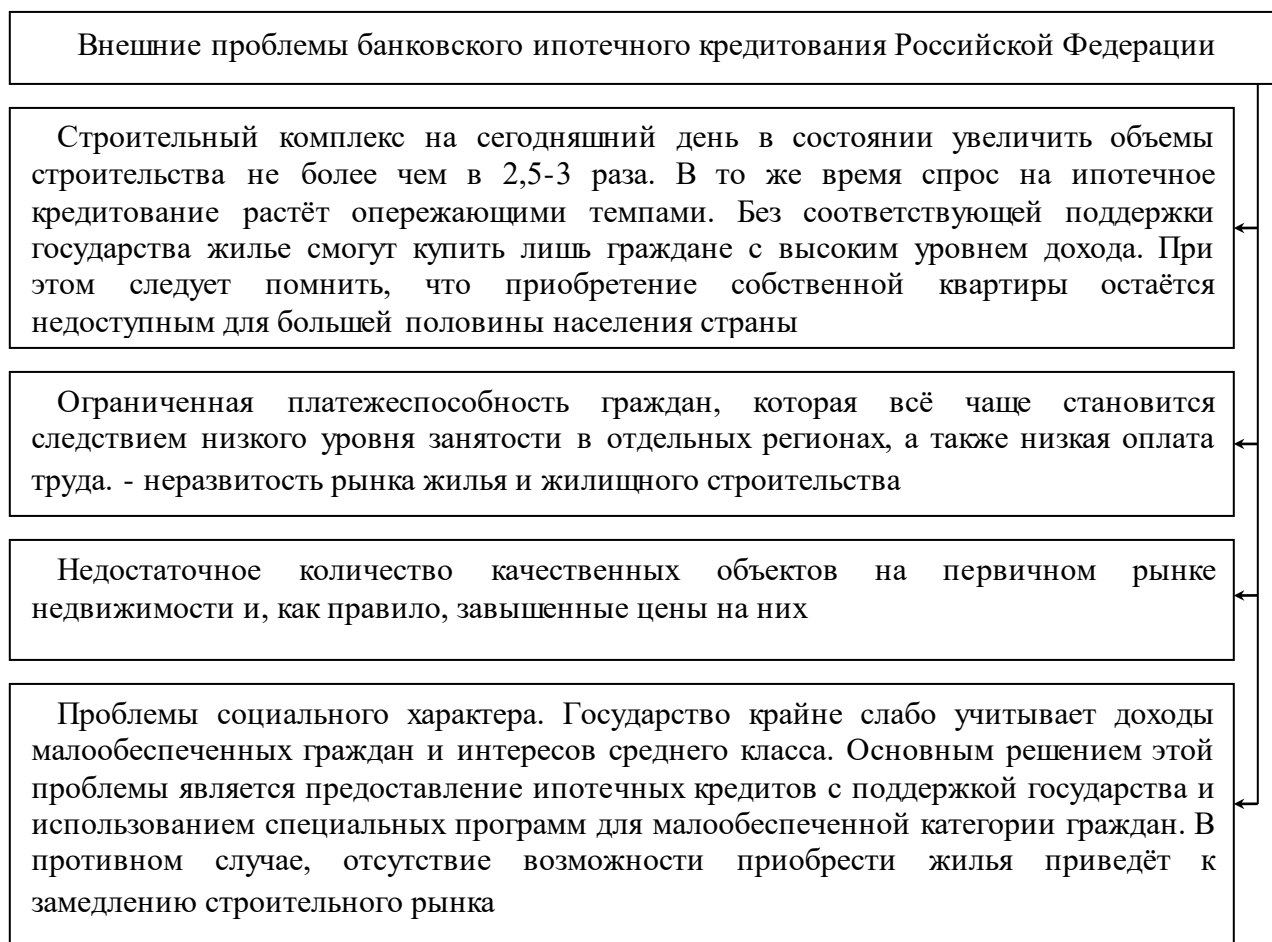 Внешние проблемы банковского ипотечного кредитования Российской Федерации
Строительный комплекс на сегодняшний день в состоянии увеличить объемы
строительства не более чем в 2,5-3 раза. В то же время спрос на ипотечное
кредитование растёт опережающими темпами. Без соответствующей поддержки
государства жилье смогут купить лишь граждане с высоким уровнем дохода. При
этом следует помнить, что приобретение собственной квартиры остаётся
недоступным для большей половины населения страны
Ограниченная платежеспособность граждан, которая всё чаще становится
следствием низкого уровня занятости в отдельных регионах, а также низкая оплата
труда. - неразвитость рынка жилья и жилищного строительства
Недостаточное количество качественных объектов на первичном рынке
недвижимости и, как правило, завышенные цены на них
Проблемы социального характера. Государство крайне слабо учитывает доходы
малообеспеченных граждан и интересов среднего класса. Основным решением этой
проблемы является предоставление ипотечных кредитов с поддержкой государства и
использованием специальных программ для малообеспеченной категории граждан. В
противном случае, отсутствие возможности приобрести жилья приведёт к
замедлению строительного рынка